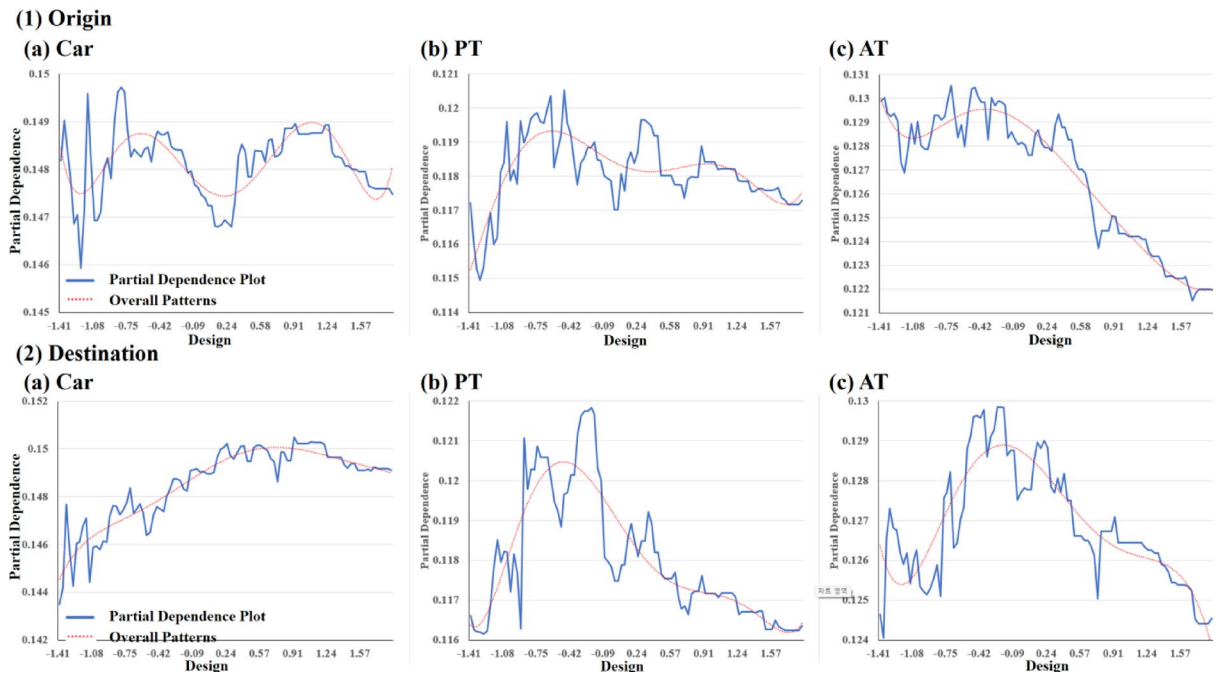 (1) Origin
(a) Car
(b) PT
(c) AT
0.15
0.149
0.148
0.147
0.146
0.145
Partial Dependence
Partial Dependence Plot
Overall Patterns
-1.41 -1.08 -0.75 -0.42 -0.09 0.24 0.58 0.91 1.24 1.57
Design
0.121
0.12
0.119
0.118
0.117
0.116
0.115
0.114
Partial Dependence
-1.41 -1.08 -0.75 -0.42 -0.09 0.24 0.58 0.91 1.24 1.57
Design
0.131
0.13
0.129
0.128
0.127
0.126
0.125
0.124
0.123
0.122
0.121
Partial Dependence
-1.41 -1.08 -0.75 -0.42 -0.09 0.24 0.58 0.91 1.24 1.57
Design
(2) Destination
(a) Car
(b) PT
(c) AT
0.152
0.15
0.148
0.146
0.144
0.142
Partial Dependence
Partial Dependence Plot
Overall Patterns
-1.41 -1.08 -0.75 -0.42 -0.09 0.24 0.57 0.91 1.24 1.57
Design
0.122
0.121
0.12
0.119
0.118
0.117
0.116
Partial Dependence
-1.41 -1.08 -0.75 -0.42 -0.09 0.24 0.57 0.91 1.24 1.57
Design
0.13
0.129
0.128
0.127
0.126
0.125
0.124
Partial Dependence
차트 영역
-1.41 -1.08 -0.75 -0.42 -0.09 0.24 0.57 0.91 1.24 1.57
Design